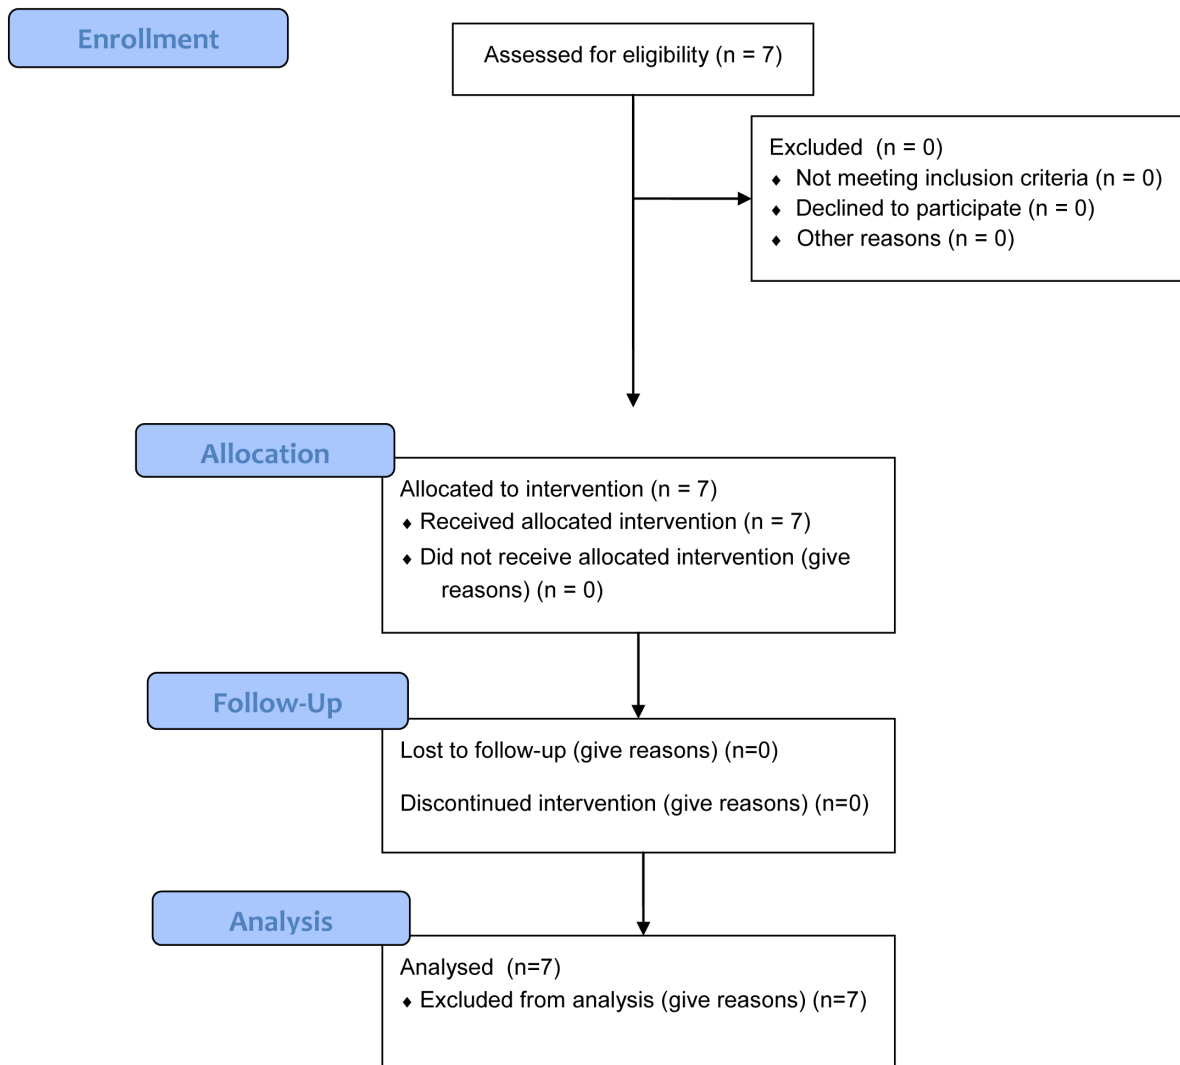 Enrollment
Assessed for eligibility (n = 7)
Excluded  (n = 0)
♦ Not meeting inclusion criteria (n = 0)
♦ Declined to participate (n = 0)
♦ Other reasons (n = 0)
Allocation
Allocated to intervention (n = 7)
♦ Received allocated intervention (n = 7)
♦ Did not receive allocated intervention (give
reasons) (n = 0)
Follow-Up
Lost to follow-up (give reasons) (n=0)
Discontinued intervention (give reasons) (n=0)
Analysis
Analysed  (n=7)
♦ Excluded from analysis (give reasons) (n=7)